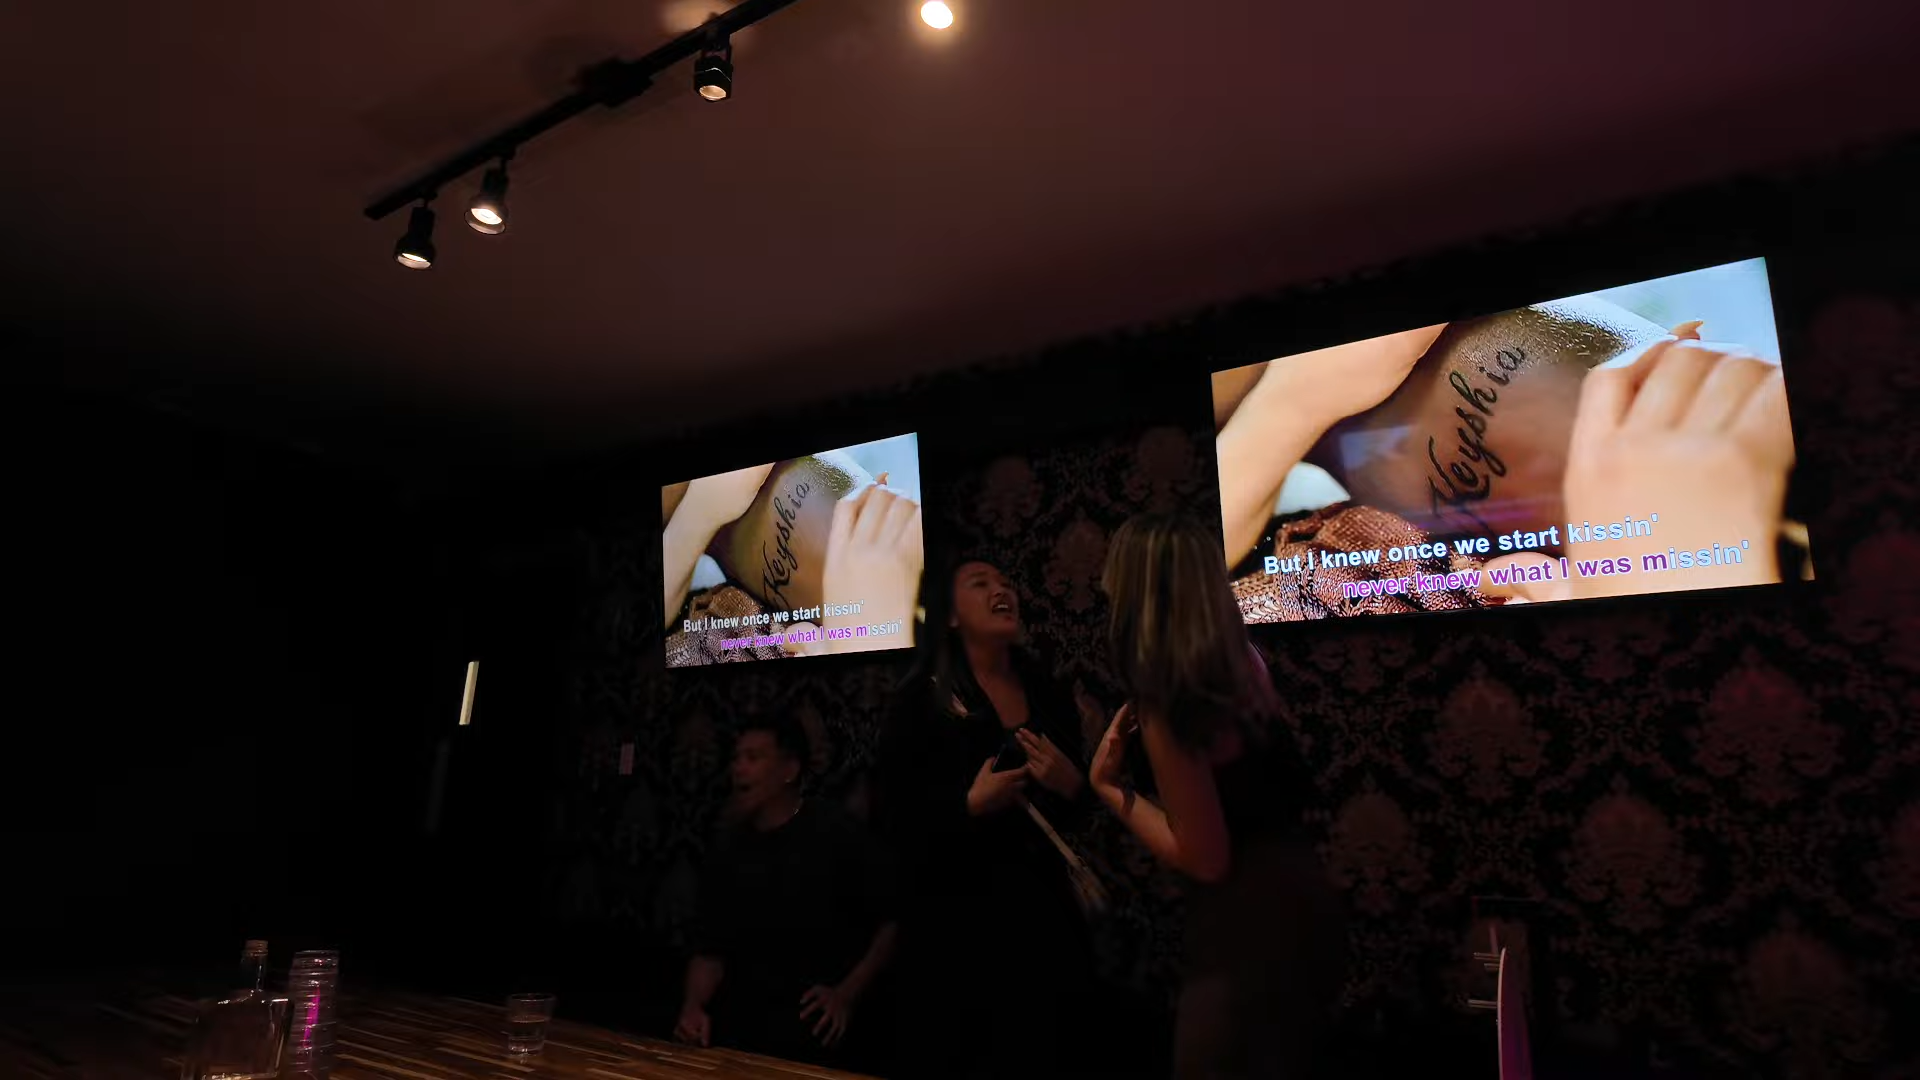 Keyshia
But I knew once we start kissin'
never knew what I was missin'
Keyshia
But I knew once we start kissin'
never knew what I was missin'